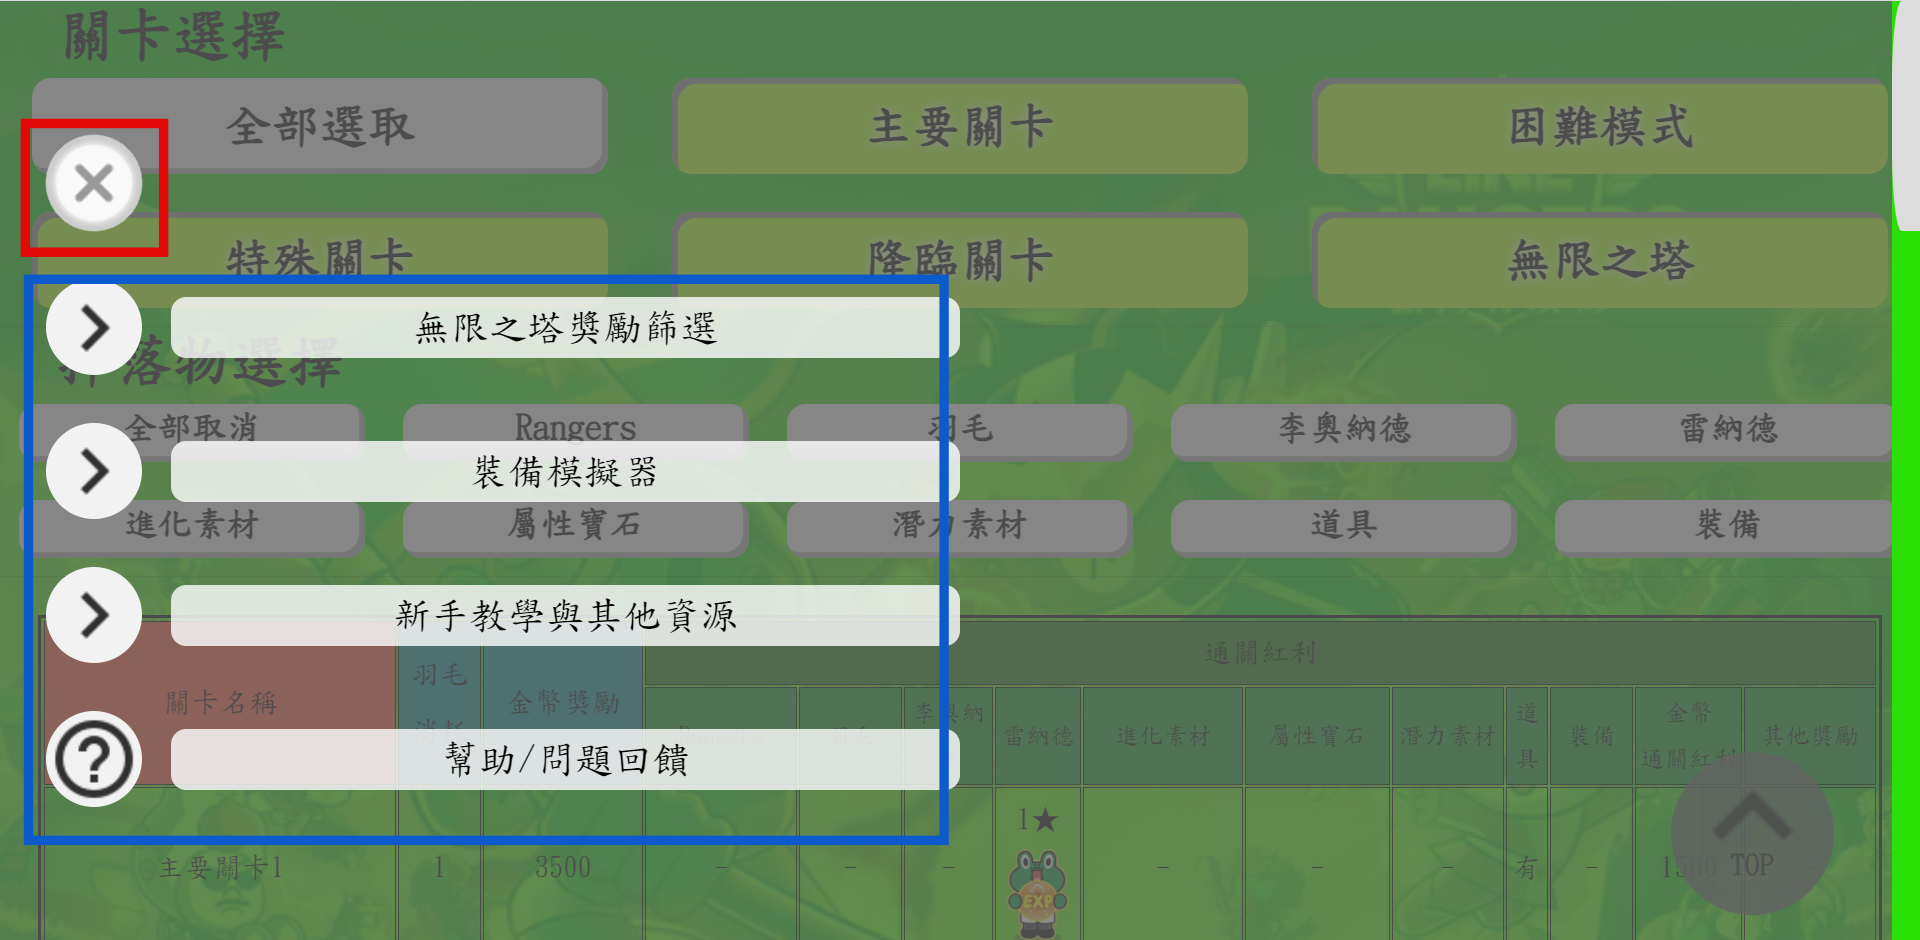 關卡選擇
全部選取
主要關卡
困難模式
特殊關卡
降臨關卡
無限之塔
無限之塔獎勵篩選
落物選擇
全部取消
Rangers
羽毛
李奧納德
雷納德
裝備模擬器
進化素材
屬性寶石
潛力素材
道具
裝備
新手教學與其他資源
關卡名稱
羽毛
金幣獎勵
通關紅利
李奧納
雷納德
進化素材
屬性寶石
潛力素材
道具
裝備
金幣
通關紅利
其他獎勵
幫助/問題回饋
1★
主要關卡1
1
3500
-
-
-
EXP
-
-
-
有
-
1500
-
TOP